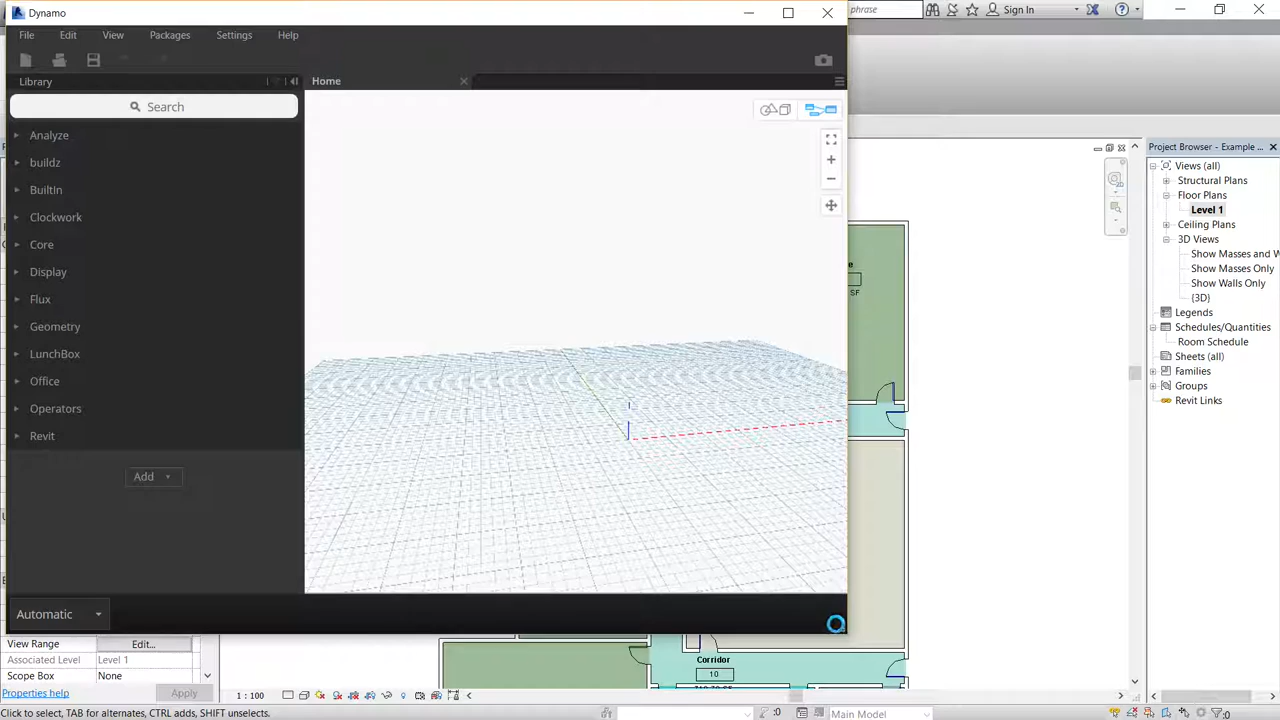 Dynamo
phrase
Sign In
File Edit View Packages Settings Help
Library
Home
Search
Analyze
buildz
BuiltIn
Clockwork
Core
Display
Flux
Geometry
LunchBox
Office
Operators
Revit
Add
Automatic
Project Browser - Example ...
Views (all)
Structural Plans
Floor Plans
Level 1
Ceiling Plans
3D Views
Show Masses and W
Show Masses Only
Show Walls Only
{3D}
Legends
Schedules/Quantities
Room Schedule
Sheets (all)
Families
Groups
Revit Links
e
SF
Corridor
10
View Range Edit...
Associated Level Level 1
Scope Box None
Properties help Apply
1 : 100
Click to select, TAB for alternates, CTRL adds, SHIFT unselects.
:0
Main Model
:0